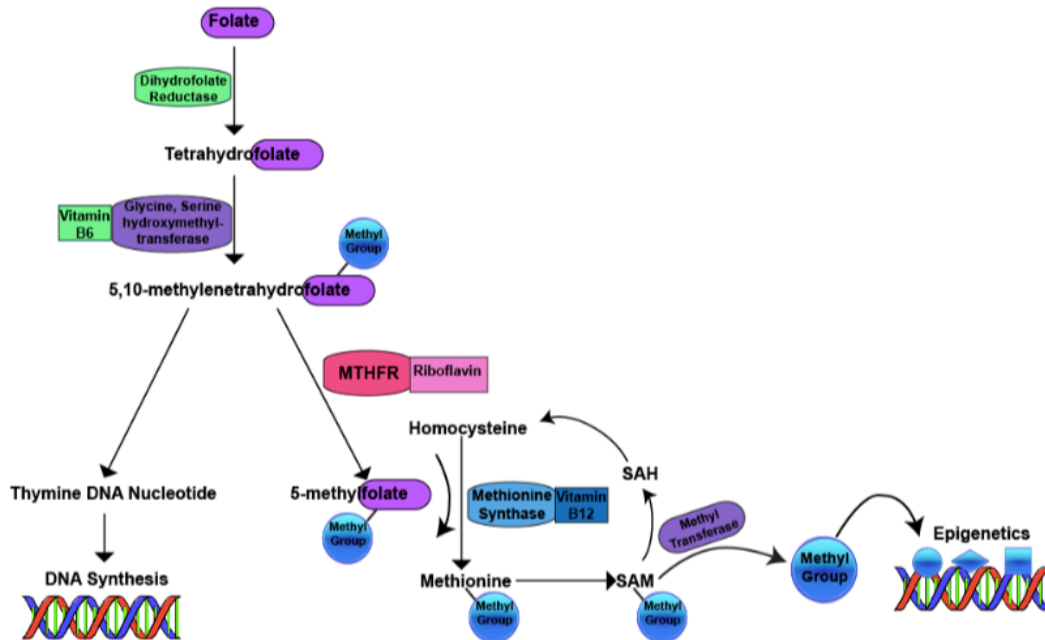 Folate
Dihydrofolate
Reductase
Tetrahydrofolate
Vitamin
B6
Glycine, Serine
hydroxymethyl-
transferase
Methyl
Group
5,10-methylenetrahydrofolate
MTHFR
Riboflavin
Homocysteine
SAH
Thymine DNA Nucleotide
5-methylfolate
Methyl
Group
Methionine
Synthase
Vitamin
B12
Methyl
Transferase
Methyl
Group
Epigenetics
DNA Synthesis
Methionine
Methyl
Group
SAM
Methyl
Group